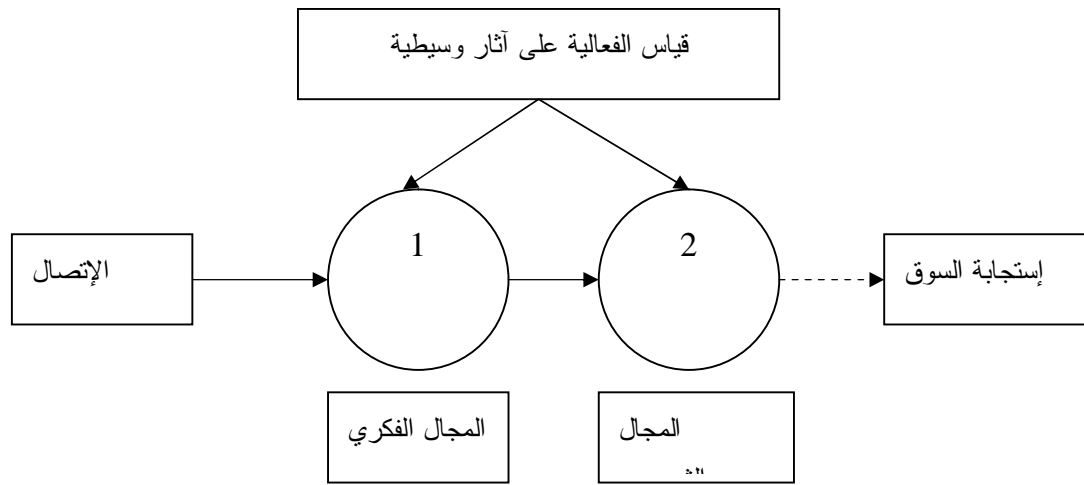 قياس الفعالية على آثار وسيطية
1
2
الإتصال
إستجابة السوق
المجال الفكري
المجال